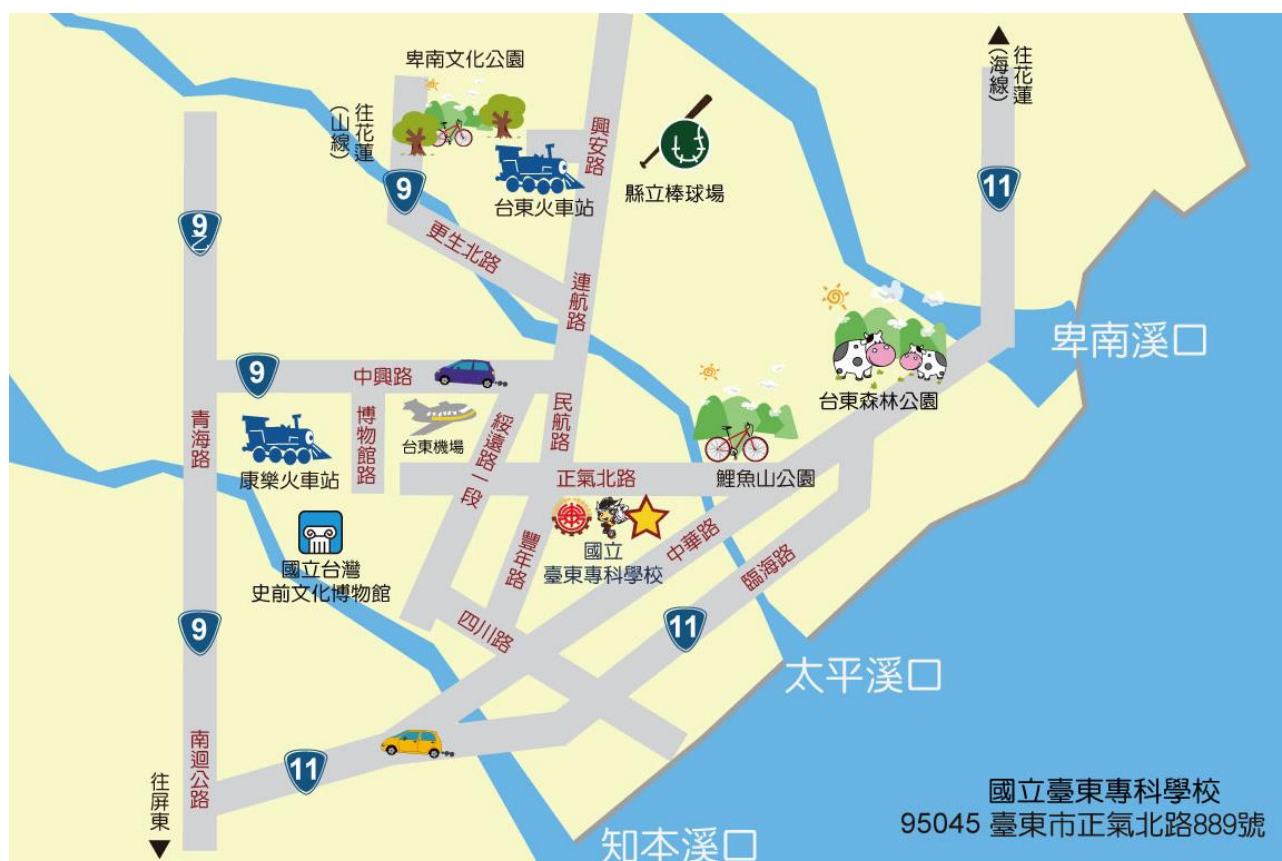 卑南文化公園
往花蓮
(山線)
往花蓮
(海線)
興安路
縣立棒球場
台東火車站
9
11
9乙
更生北路
連航路
卑南溪口
9
中興路
台東森林公園
青海路
博物館路
台東機場
綏遠路一段
民航路
康樂火車站
正氣北路
鯉魚山公園
國立台灣
史前文化博物館
豐年路
國立
臺東專科學校
中華路
臨海路
四川路
9
11
太平溪口
南迴公路
11
往屏東
知本溪口
國立臺東專科學校
95045 臺東市正氣北路889號